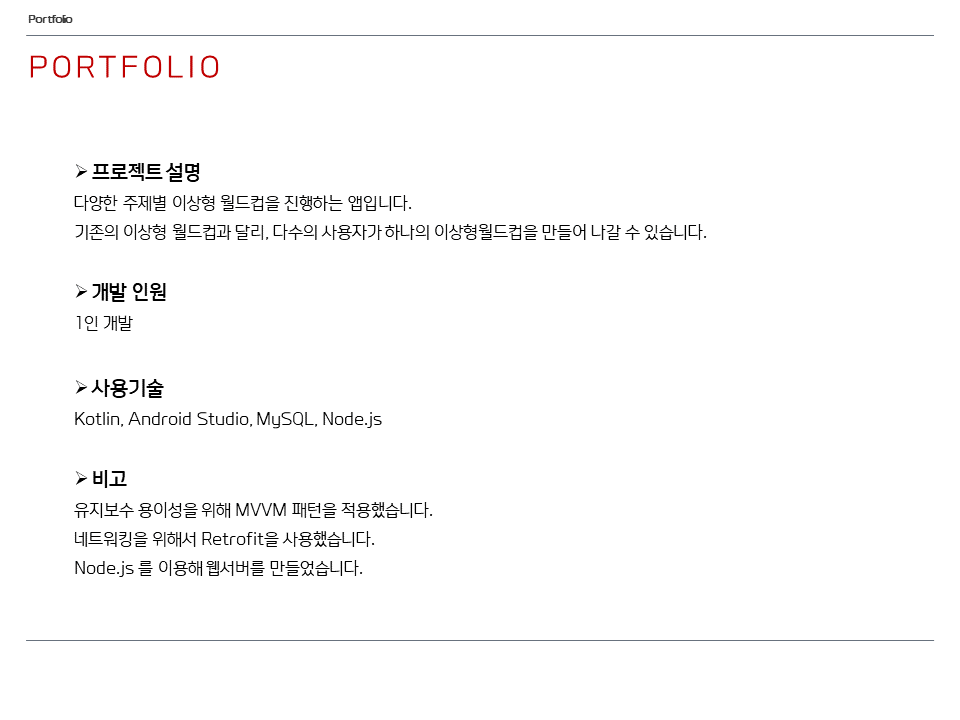 Portfolio
PORTFOLIO
➢ 프로젝트 설명
다양한 주제별 이상형 월드컵을 진행하는 앱입니다.
기존의 이상형 월드컵과 달리, 다수의 사용자가 하나의 이상형월드컵을 만들어 나갈 수 있습니다.
➢ 개발 인원
1인 개발
➢ 사용기술
Kotlin, Android Studio, MySQL, Node.js
➢ 비고
유지보수 용이성을 위해 MVVM 패턴을 적용했습니다.
네트워킹을 위해서 Retrofit을 사용했습니다.
Node.js 를 이용해 웹서버를 만들었습니다.